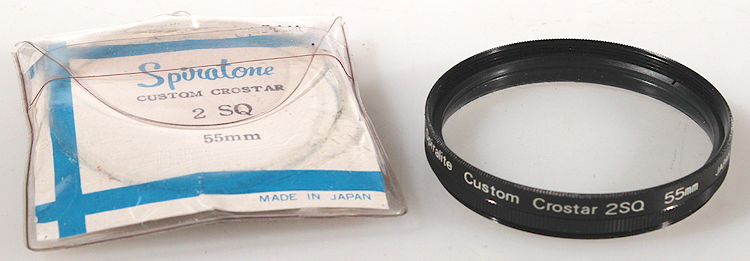 Spiratone
CUSTOM CROSTAR
2 SQ
55mm
MADE IN JAPAN
Custom Crostar 2SQ 55mm